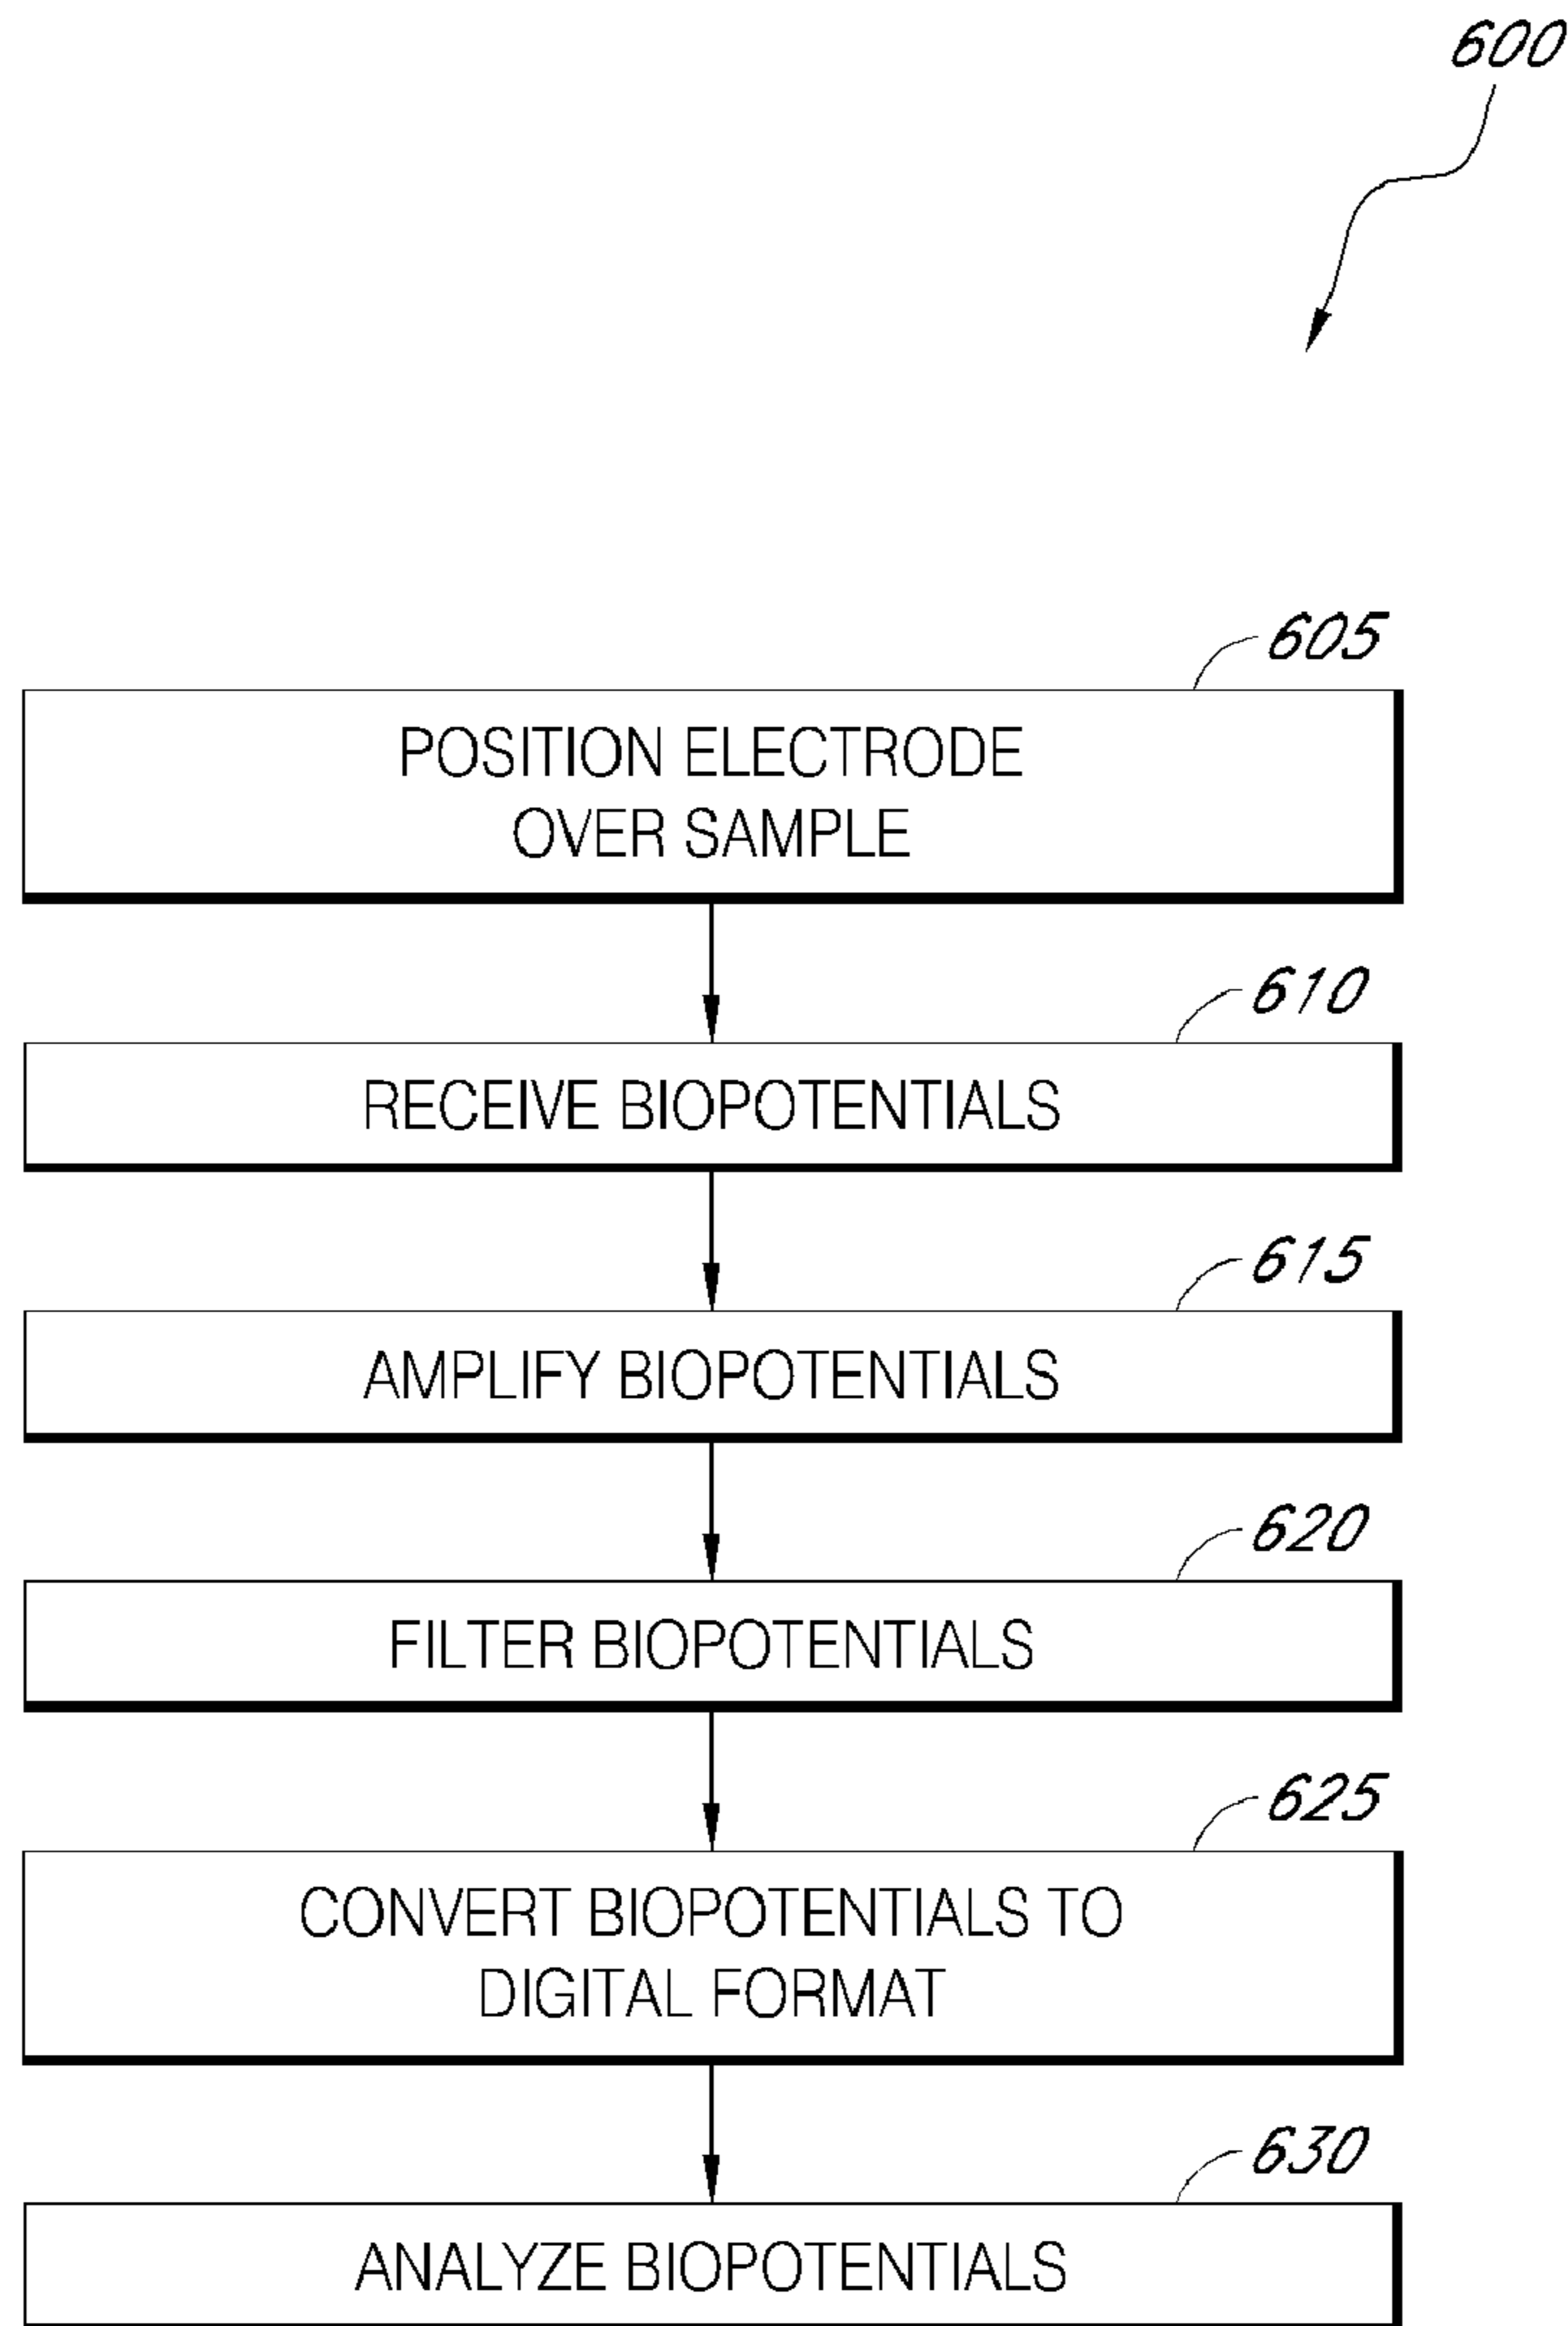 600
605
POSITION ELECTRODE
OVER SAMPLE
610
RECEIVE BIOPOTENTIALS
615
AMPLIFY BIOPOTENTIALS
620
FILTER BIOPOTENTIALS
625
CONVERT BIOPOTENTIALS TO
DIGITAL FORMAT
630
ANALYZE BIOPOTENTIALS